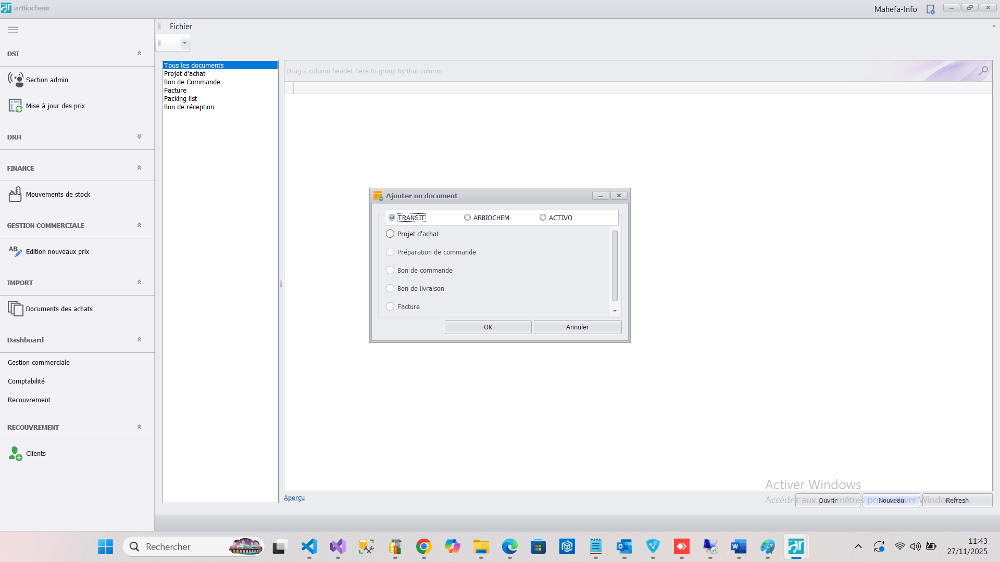 arBiochem
Mahefa-Info
DSI
Section admin
Mise à jour des prix
DRH
FINANCE
Mouvements de stock
GESTION COMMERCIALE
Edition nouveaux prix
IMPORT
Documents des achats
Dashboard
Gestion commerciale
Comptabilité
Recouvrement
RECOUVREMENT
Clients
Fichier
Tous les documents
Projet d'achat
Bon de Commande
Facture
Packing list
Bon de réception
Drag a column header here to group by that column
Ajouter un document
TRANSIT ARBIOCHEM ACTIVO
Projet d'achat
Préparation de commande
Bon de commande
Bon de livraison
Facture
OK Annuler
Aperçu
Activer Windows
Accédez aux paramètres pour activer Windows.
Ouvrir Nouveau Refresh
Rechercher
11:43
27/11/2025